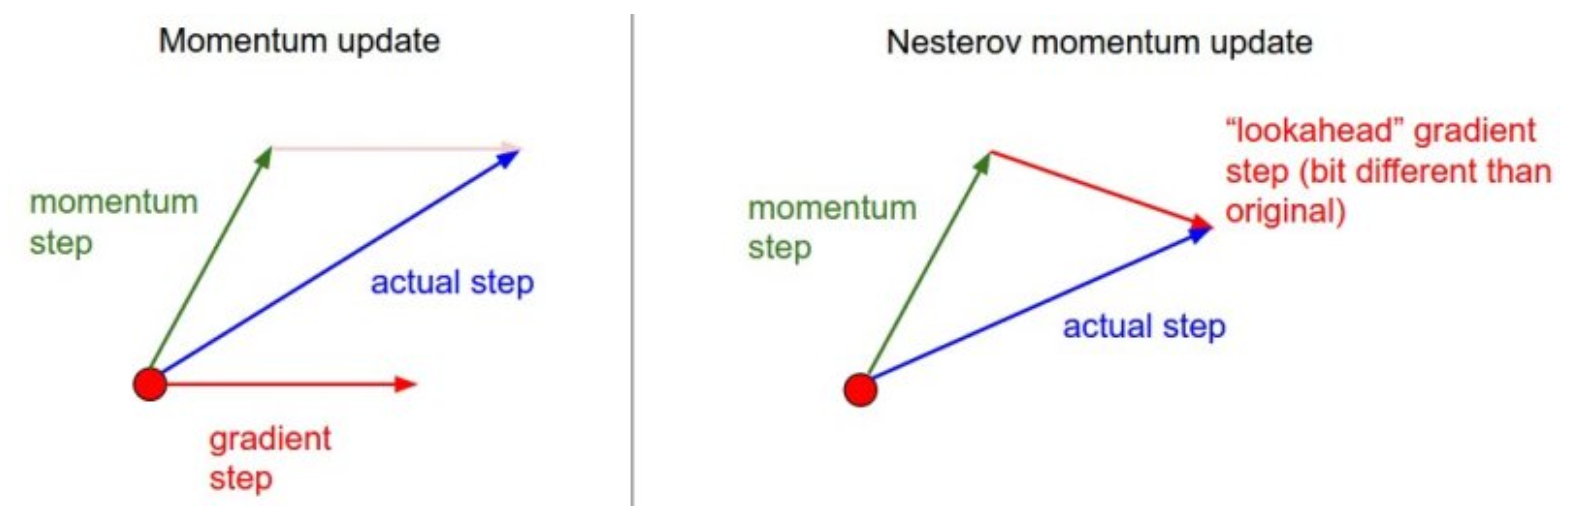 Momentum update
momentum
step
actual step
gradient
step
Nesterov momentum update
“lookahead” gradient
step (bit different than
original)
momentum
step
actual step